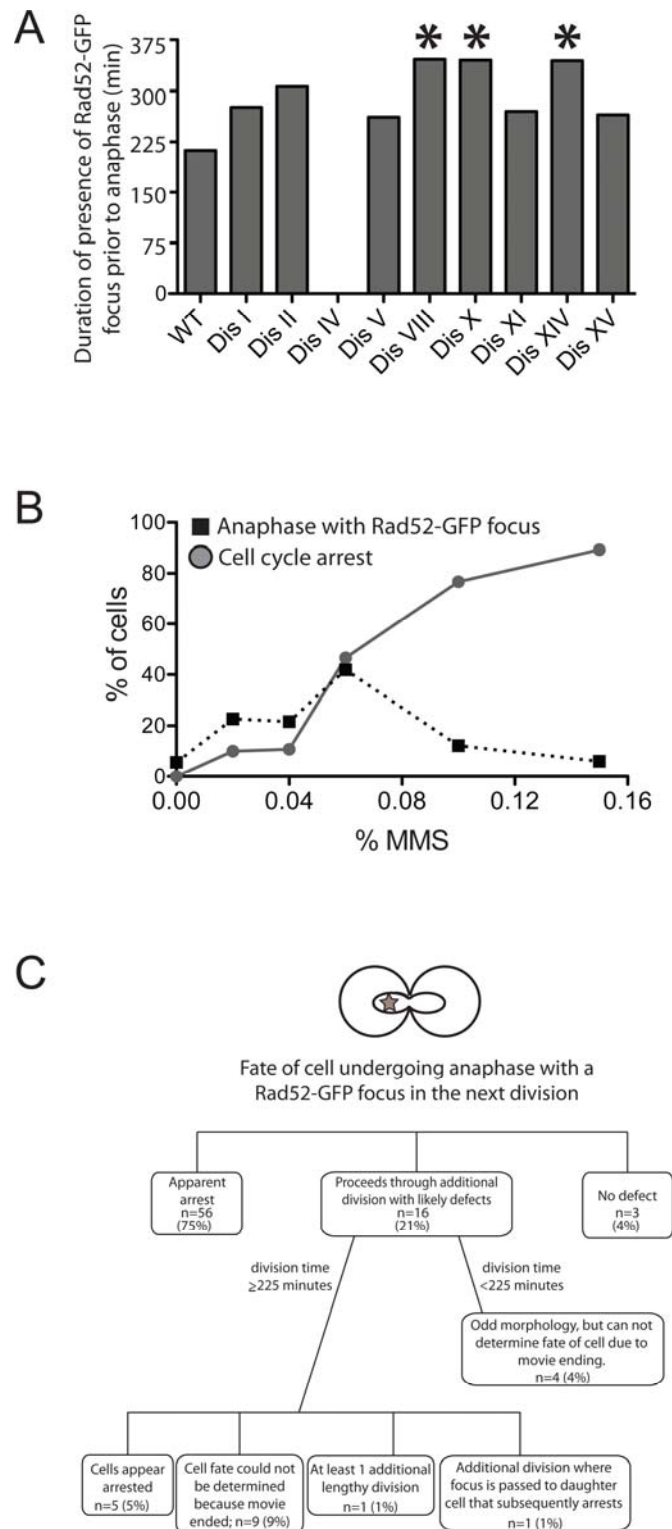 A
Duration of presence of Rad52-GFP
focus prior to anaphase (min)
375
300
225
150
75
0
* * *
WT
Dis I
Dis II
Dis IV
Dis V
Dis VIII
Dis X
Dis XI
Dis XIV
Dis XV
B
Anaphase with Rad52-GFP focus
Cell cycle arrest
% of cells
100
80
60
40
20
0
0.00 0.04 0.08 0.12 0.16
% MMS
C
Fate of cell undergoing anaphase with a
Rad52-GFP focus in the next division
Apparent
arrest
n=56
(75%)
Proceeds through additional
division with likely defects
n=16
(21%)
No defect
n=3
(4%)
division time
≥225 minutes
division time
<225 minutes
Odd morphology, but can not
determine fate of cell due to
movie ending.
n=4 (4%)
Cells appear
arrested
n=5 (5%)
Cell fate could not
be determined
because movie
ended; n=9 (9%)
At least 1 additional
lengthy division
n=1 (1%)
Additional division where
focus is passed to daughter
cell that subsequently arrests
n=1 (1%)